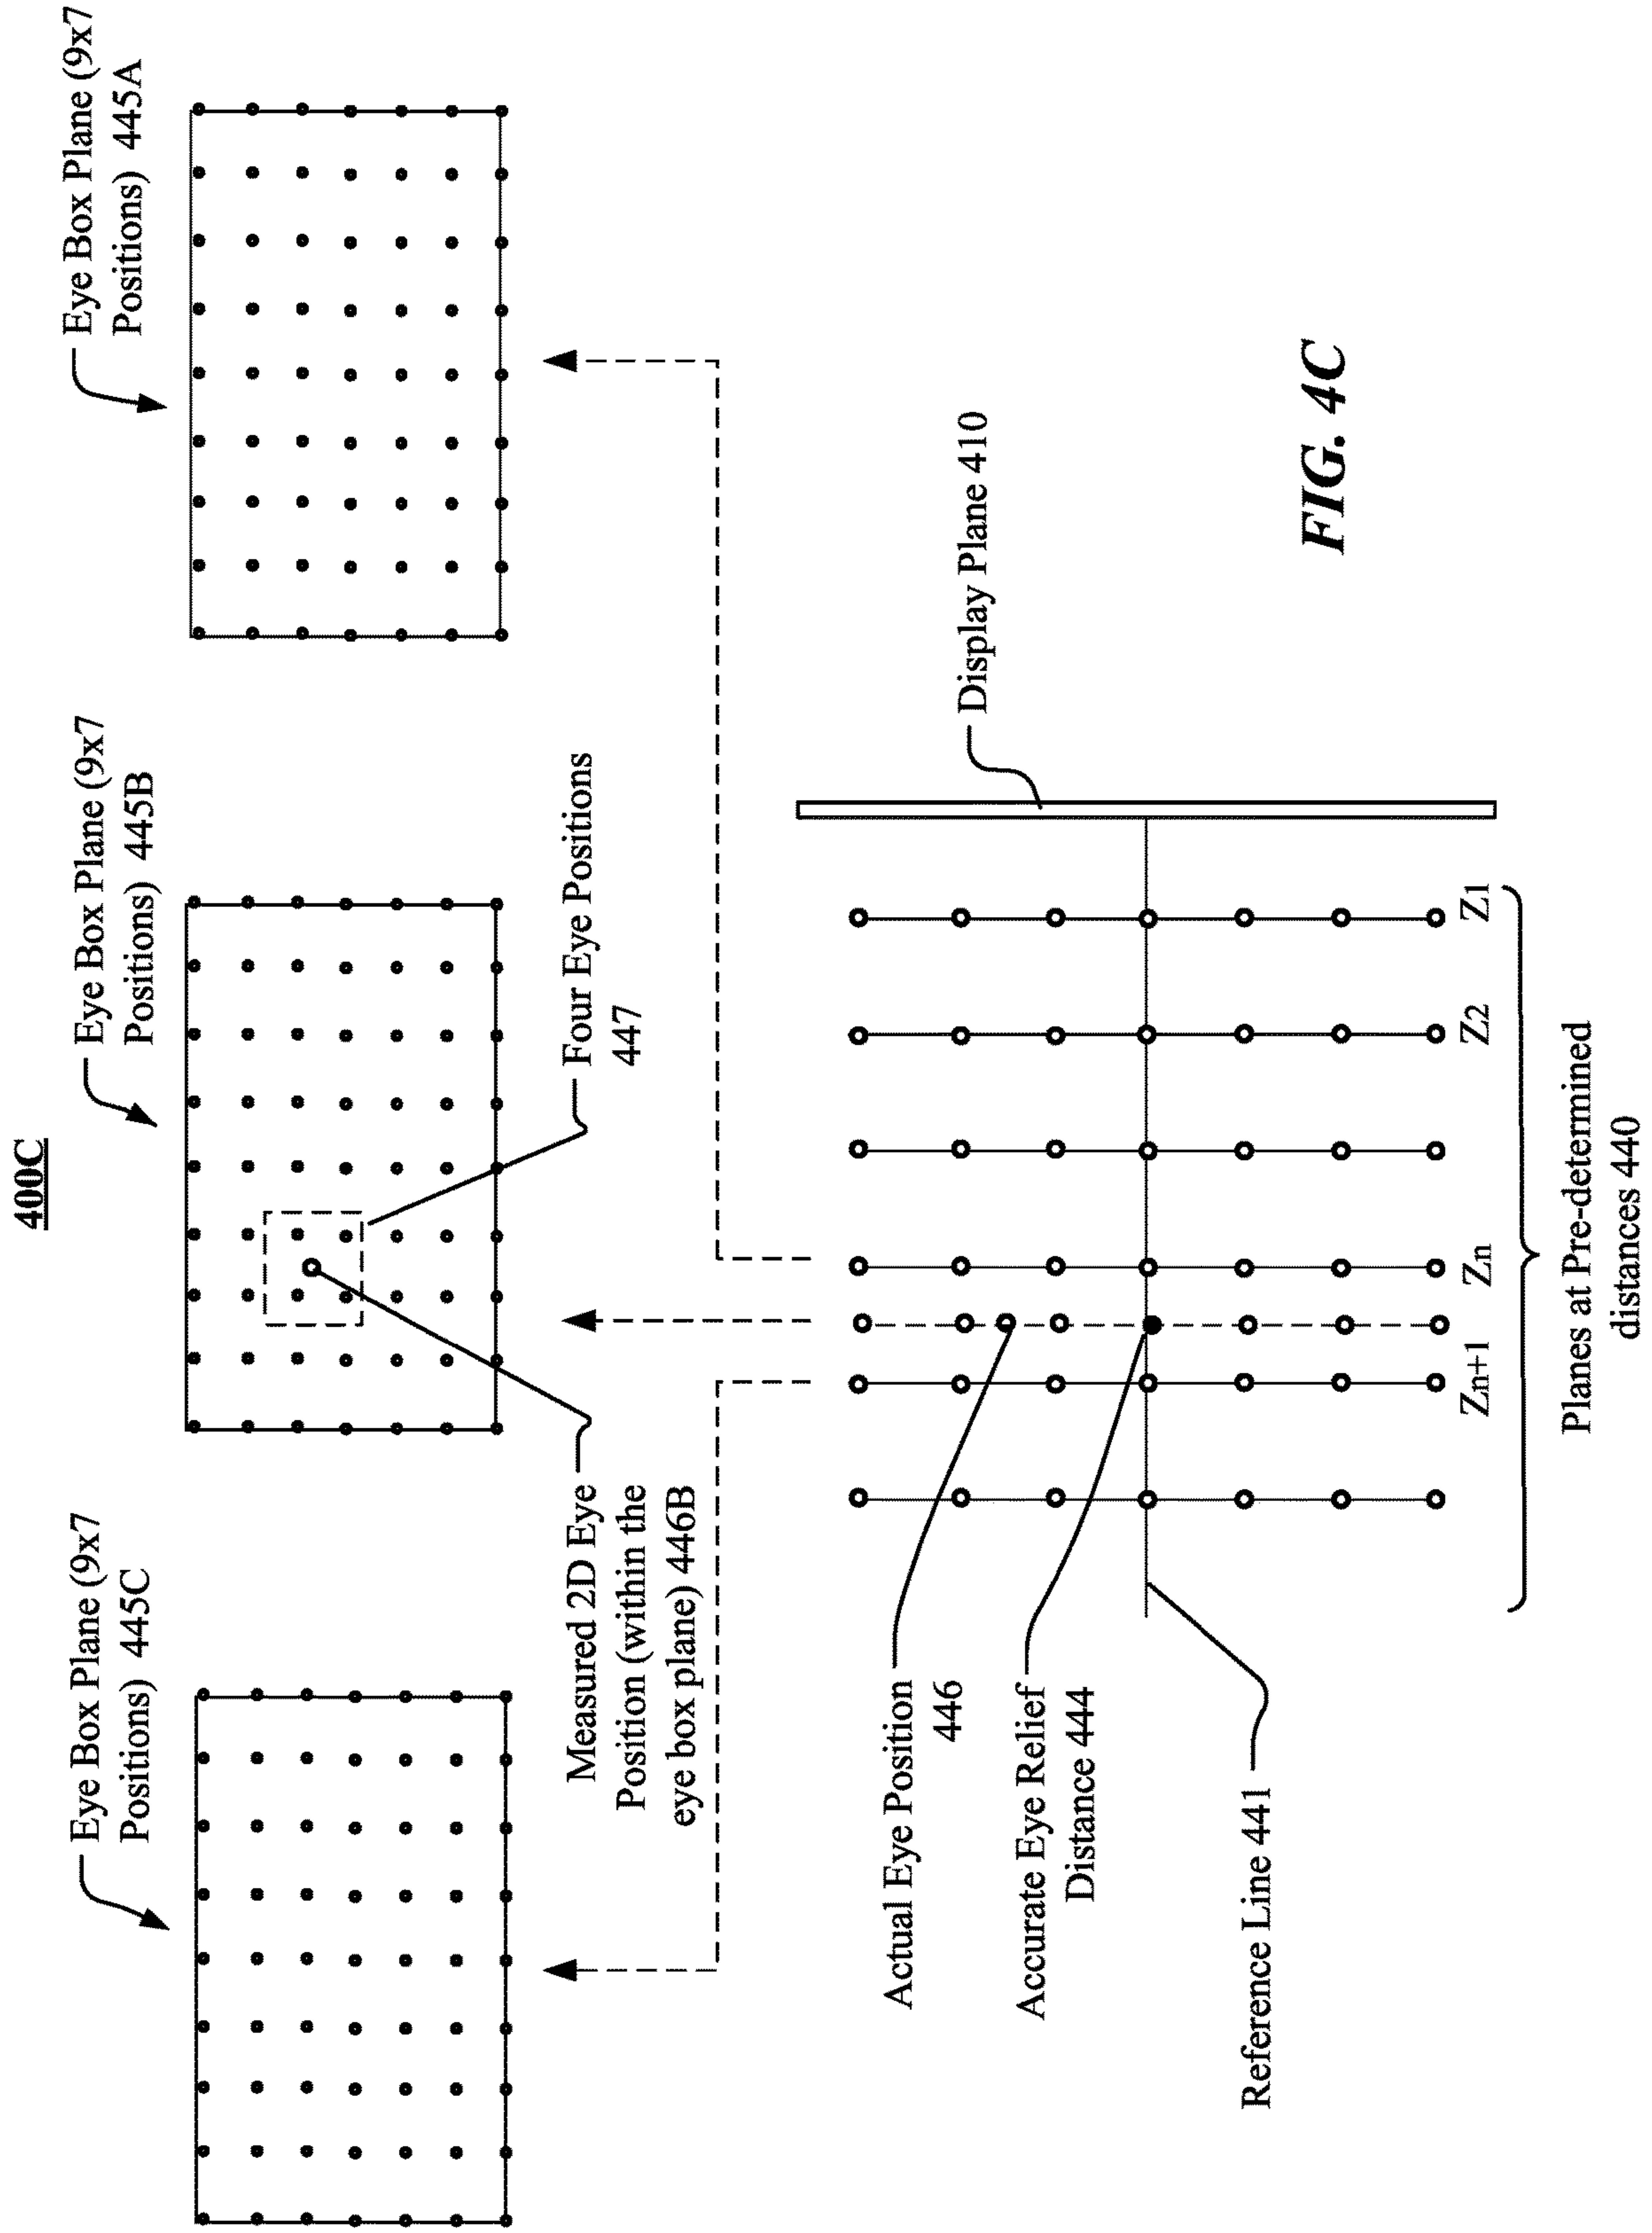 400C
Eye Box Plane (9x7
Positions) 445C
Eye Box Plane (9x7
Positions) 445B
Eye Box Plane (9x7
Positions) 445A
Measured 2D Eye
Position (within the
eye box plane) 446B
Four Eye Positions
447
Actual Eye Position
446
Accurate Eye Relief
Distance 444
Reference Line 441
Display Plane 410
Zn+1
Zn
Z2
Z1
Planes at Pre-determined
distances 440
FIG. 4C